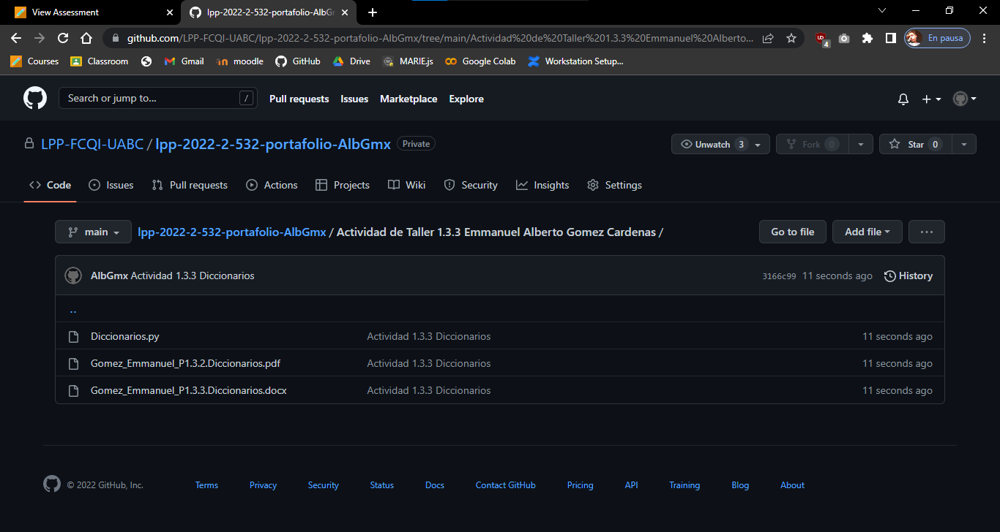 View Assessment
lpp-2022-2-532-portafolio-AlbGr
github.com/LPP-FCQI-UABC/lpp-2022-2-532-portafolio-AlbGmx/tree/main/Actividad%20de%20Taller%201.3.3%20Emmanuel%20Alberto...
4
En pausa
Courses
Classroom
Gmail
moodle
GitHub
Drive
MARIE.js
Google Colab
Workstation Setup...
Search or jump to...
/
Pull requests
Issues
Marketplace
Explore
LPP-FCQI-UABC / lpp-2022-2-532-portafolio-AlbGmx Private
Unwatch 3
Fork 0
Star 0
Code
Issues
Pull requests
Actions
Projects
Wiki
Security
Insights
Settings
main
lpp-2022-2-532-portafolio-AlbGmx / Actividad de Taller 1.3.3 Emmanuel Alberto Gomez Cardenas /
Go to file
Add file
...
AlbGmx Actividad 1.3.3 Diccionarios 3166c99 11 seconds ago History
..
Diccionarios.py Actividad 1.3.3 Diccionarios 11 seconds ago
Gomez_Emmanuel_P1.3.2.Diccionarios.pdf Actividad 1.3.3 Diccionarios 11 seconds ago
Gomez_Emmanuel_P1.3.3.Diccionarios.docx Actividad 1.3.3 Diccionarios 11 seconds ago
© 2022 GitHub, Inc.
Terms
Privacy
Security
Status
Docs
Contact GitHub
Pricing
API
Training
Blog
About